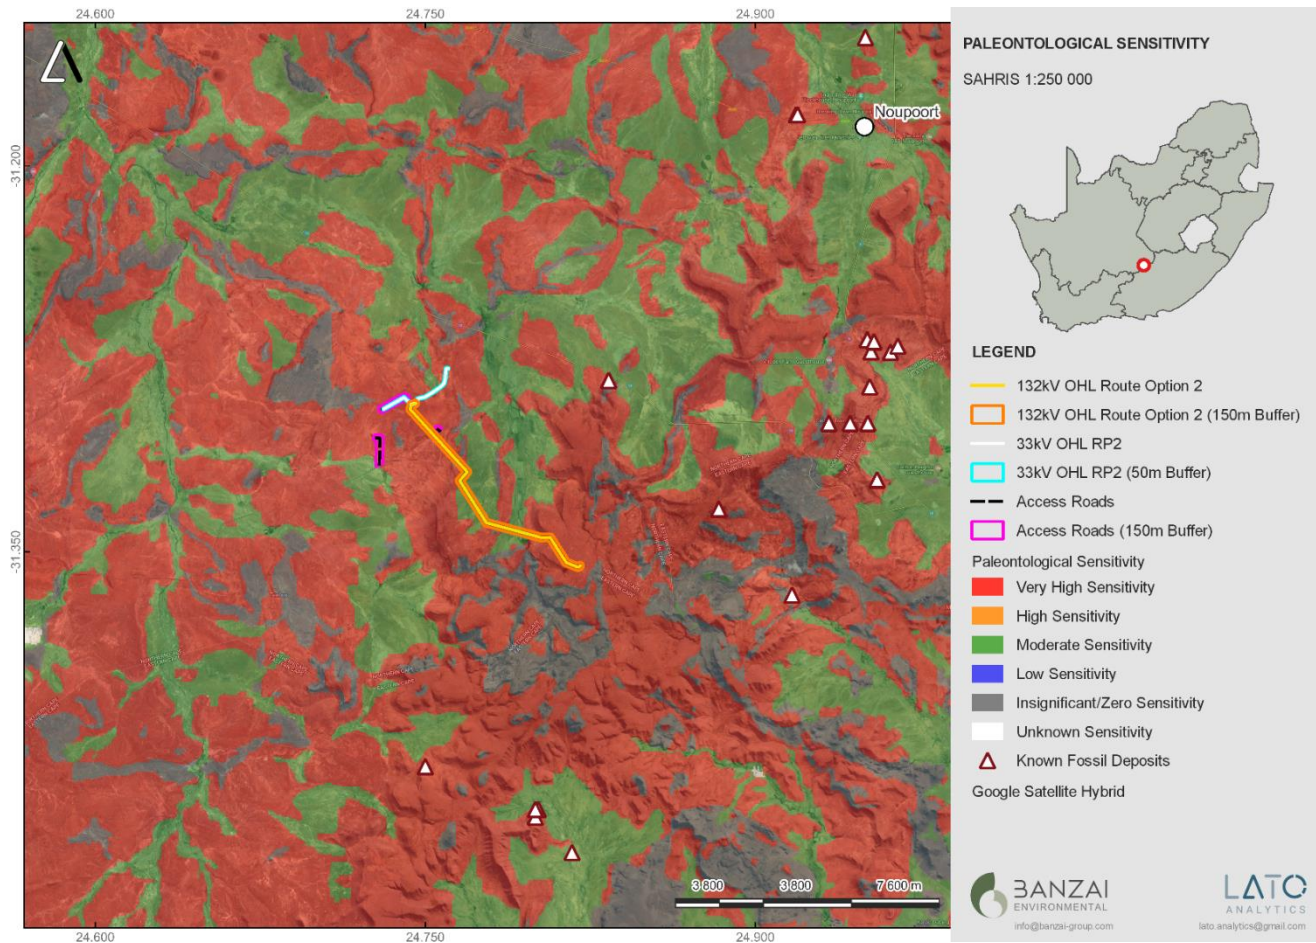 24.600
24.750
24.900
-31.200
-31.350
Noupoort
3 800
3 800
7 600 m
24.600
24.750
24.900
PALEONTOLOGICAL SENSITIVITY
SAHRIS 1:250 000
LEGEND
132kV OHL Route Option 2
132kV OHL Route Option 2 (150m Buffer)
33kV OHL RP2
33kV OHL RP2 (50m Buffer)
Access Roads
Access Roads (150m Buffer)
Paleontological Sensitivity
Very High Sensitivity
High Sensitivity
Moderate Sensitivity
Low Sensitivity
Insignificant/Zero Sensitivity
Unknown Sensitivity
Known Fossil Deposits
Google Satellite Hybrid
BANZAI
ENVIRONMENTAL
info@banzai-group.com
LATO
ANALYTICS
lato.analytics@gmail.com